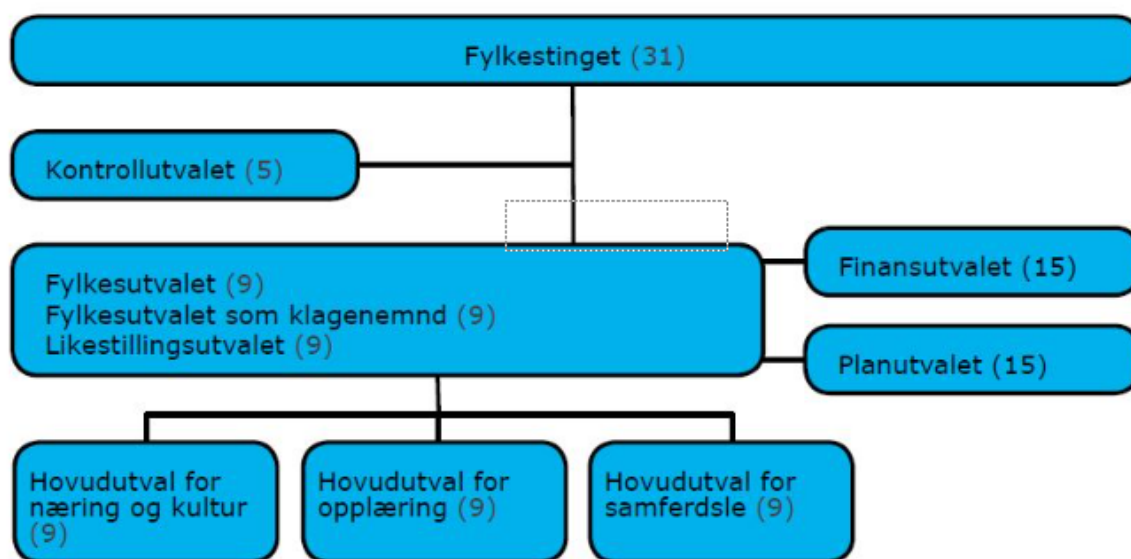 Fylkestinget (31)
Kontrollutvalet (5)
Fylkesutvalet (9)
Fylkesutvalet som klagenemnd (9)
Likestillingsutvalet (9)
Finansutvalet (15)
Planutvalet (15)
Hovudutval for
næring og kultur
(9)
Hovudutval for
opplæring (9)
Hovudutval for
samferdsle (9)